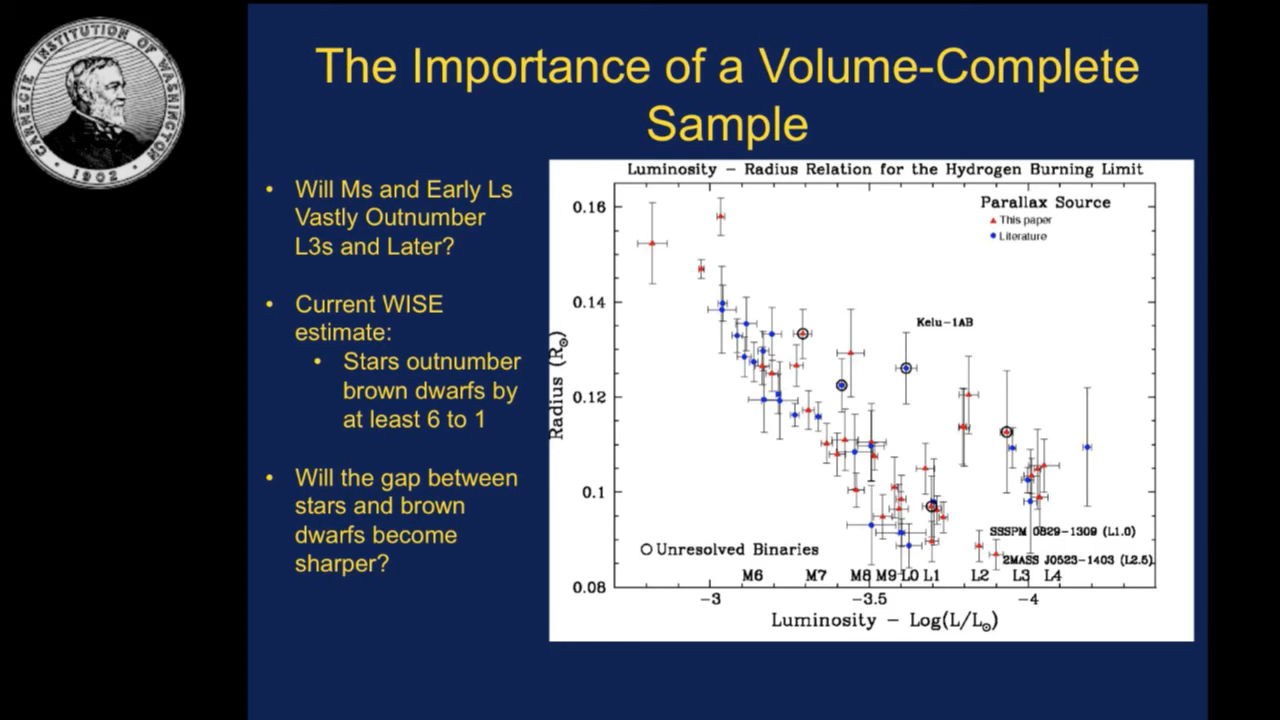 CARNEGIE INSTITUTION OF WASHINGTON
1902
The Importance of a Volume-Complete
Sample
• Will Ms and Early Ls
Vastly Outnumber
L3s and Later?
• Current WISE
estimate:
• Stars outnumber
brown dwarfs by
at least 6 to 1
• Will the gap between
stars and brown
dwarfs become
sharper?
Luminosity – Radius Relation for the Hydrogen Burning Limit
Parallax Source
This paper
Literature
Kelu-1AB
SSSPM 0829-1309 (L1.0)
2MASS J0523-1403 (L2.5)
Unresolved Binaries
M6 M7 M8 M9 L0 L1 L2 L3 L4
0.16
0.14
0.12
0.1
0.08
Radius (R⊙)
-3 -3.5 -4
Luminosity – Log(L/L⊙)